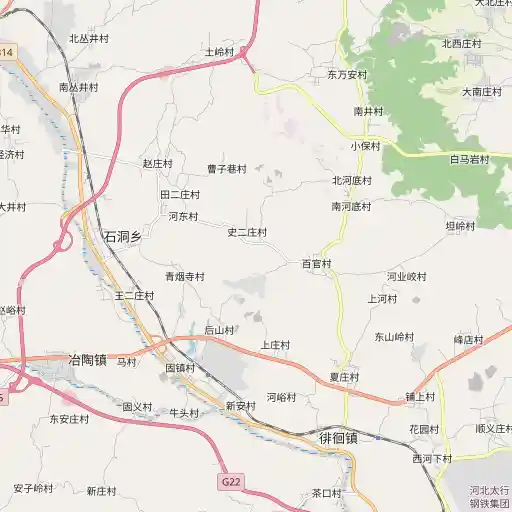 大北庄村
北丛井村
北西庄村
土岭村
314
东万安村
南丛井村
大南庄村
南井村
华村
小保村
经济村
赵庄村
白马岩村
曹子巷村
北河底村
田二庄村
大井村
南河底村
河东村
坦岭村
石洞乡
史二庄村
百官村
青烟寺村
河业峧村
王二庄村
上河村
赵峪村
后山村
东山岭村
峰店村
上庄村
冶陶镇
马村
固镇村
夏庄村
河峪村
铺上村
固义村
新安村
牛头村
东安庄村
花园村
顺义庄村
徘徊镇
西河下村
G22
安子岭村
新庄村
茶口村
河北太行
钢铁集团